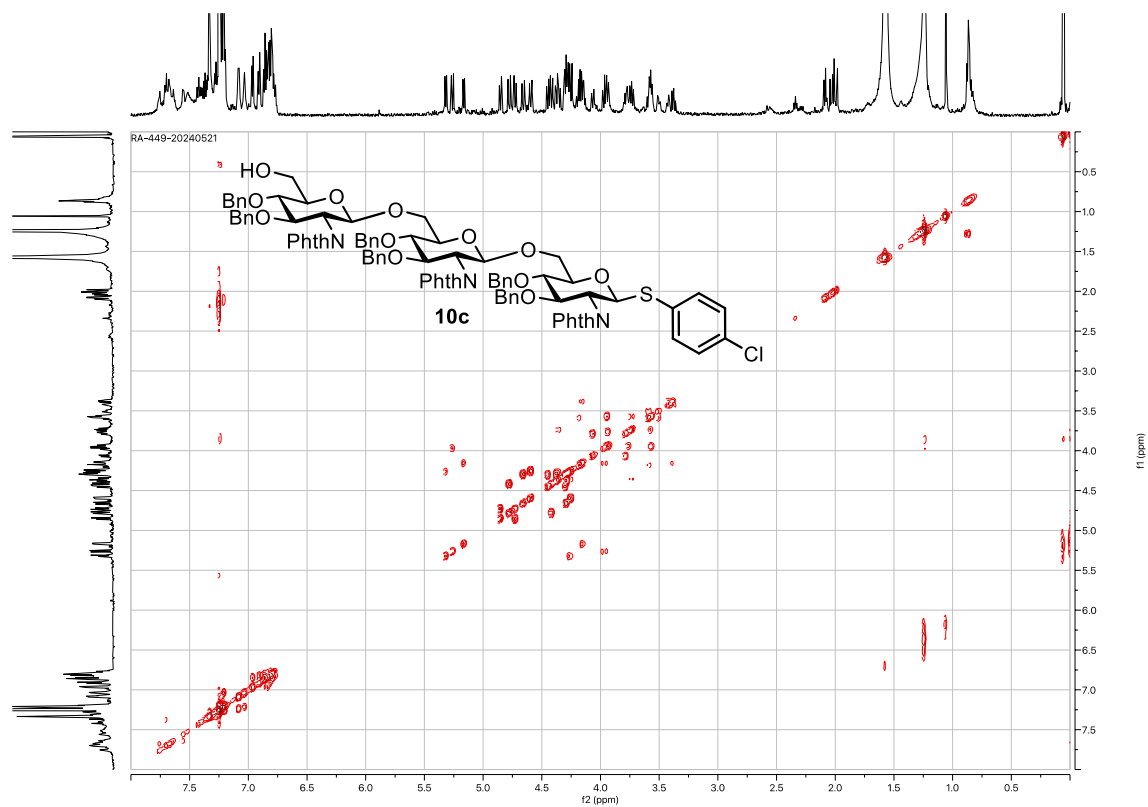 RA-449-20240521
HO
O
O
BnO
BnO
PhthN
O
O
BnO
BnO
PhthN
O
BnO
BnO
S
PhthN
Cl
10c
0.5
1.0
1.5
2.0
2.5
3.0
3.5
4.0
4.5
5.0
5.5
6.0
6.5
7.0
7.5
f1 (ppm)
7.5 7.0 6.5 6.0 5.5 5.0 4.5 4.0 3.5 3.0 2.5 2.0 1.5 1.0 0.5
f2 (ppm)